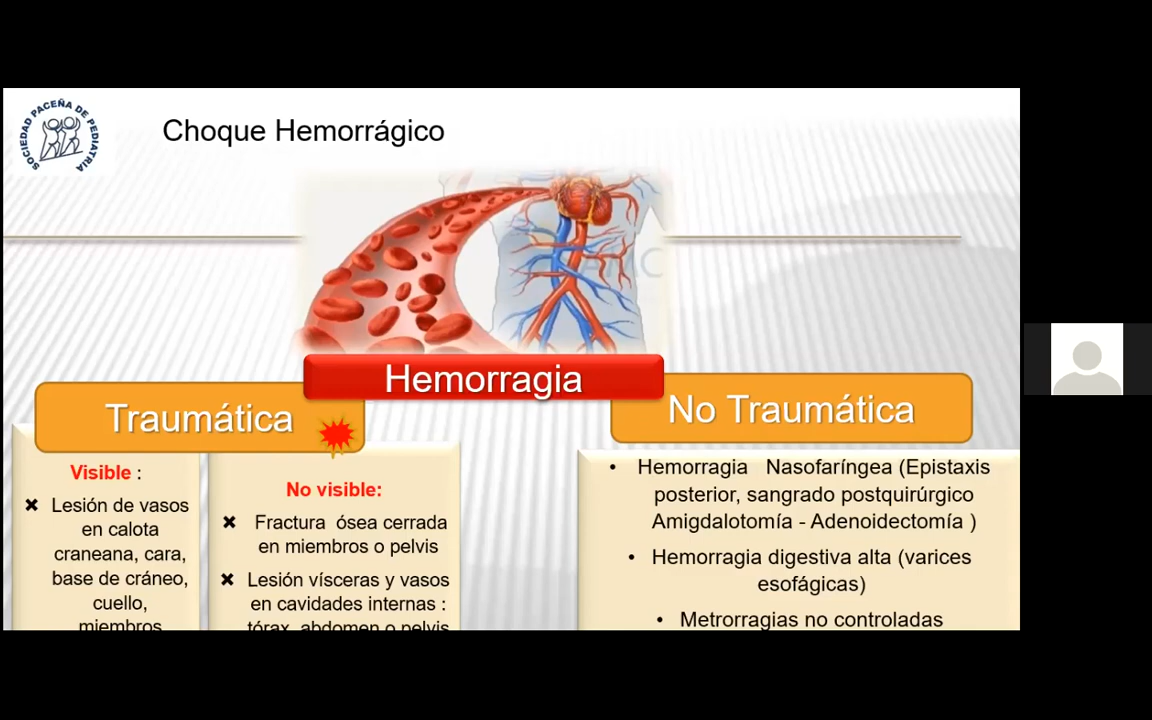 SOCIEDAD PACEÑA DE PEDIATRIA
Choque Hemorrágico
Hemorragia
Traumática
No Traumática
Visible :
✖ Lesión de vasos
en calota
craneana, cara,
base de cráneo,
cuello,
miembros
No visible:
✖ Fractura ósea cerrada
en miembros o pelvis
✖ Lesión vísceras y vasos
en cavidades internas :
tórax, abdomen o pelvis
• Hemorragia Nasofaríngea (Epistaxis
posterior, sangrado postquirúrgico
Amigdalotomía - Adenoidectomía )
• Hemorragia digestiva alta (varices
esofágicas)
• Metrorragias no controladas